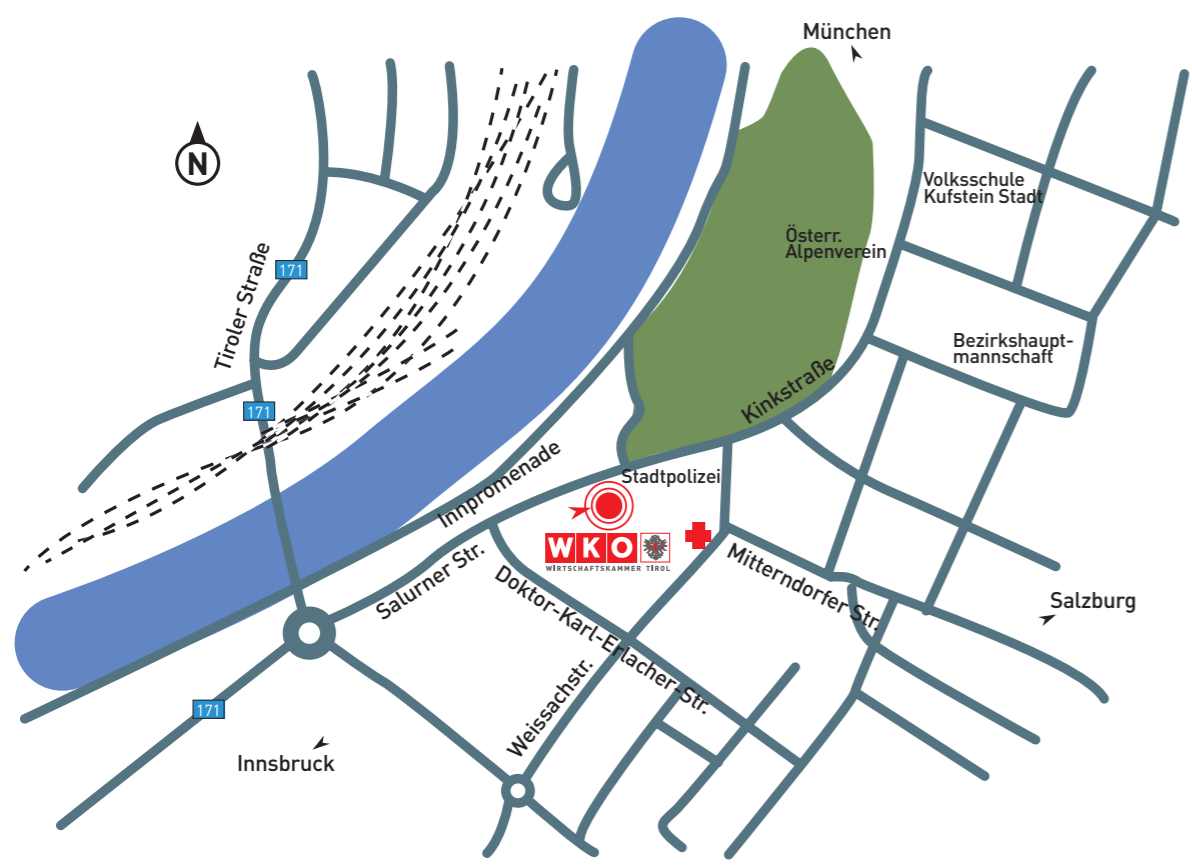 München
N
Volksschule
Kufstein Stadt
Österr.
Alpenverein
171
Tiroler Straße
Bezirkshaupt-
mannschaft
Kinkstraße
171
Innpromenade
Stadtpolizei
WKO
WIRTSCHAFTSKAMMER TIROL
Salurner Str.
Doktor-Karl-Erlacher-Str.
Mitterndorfer Str.
Salzburg
Weissachstr.
171
Innsbruck